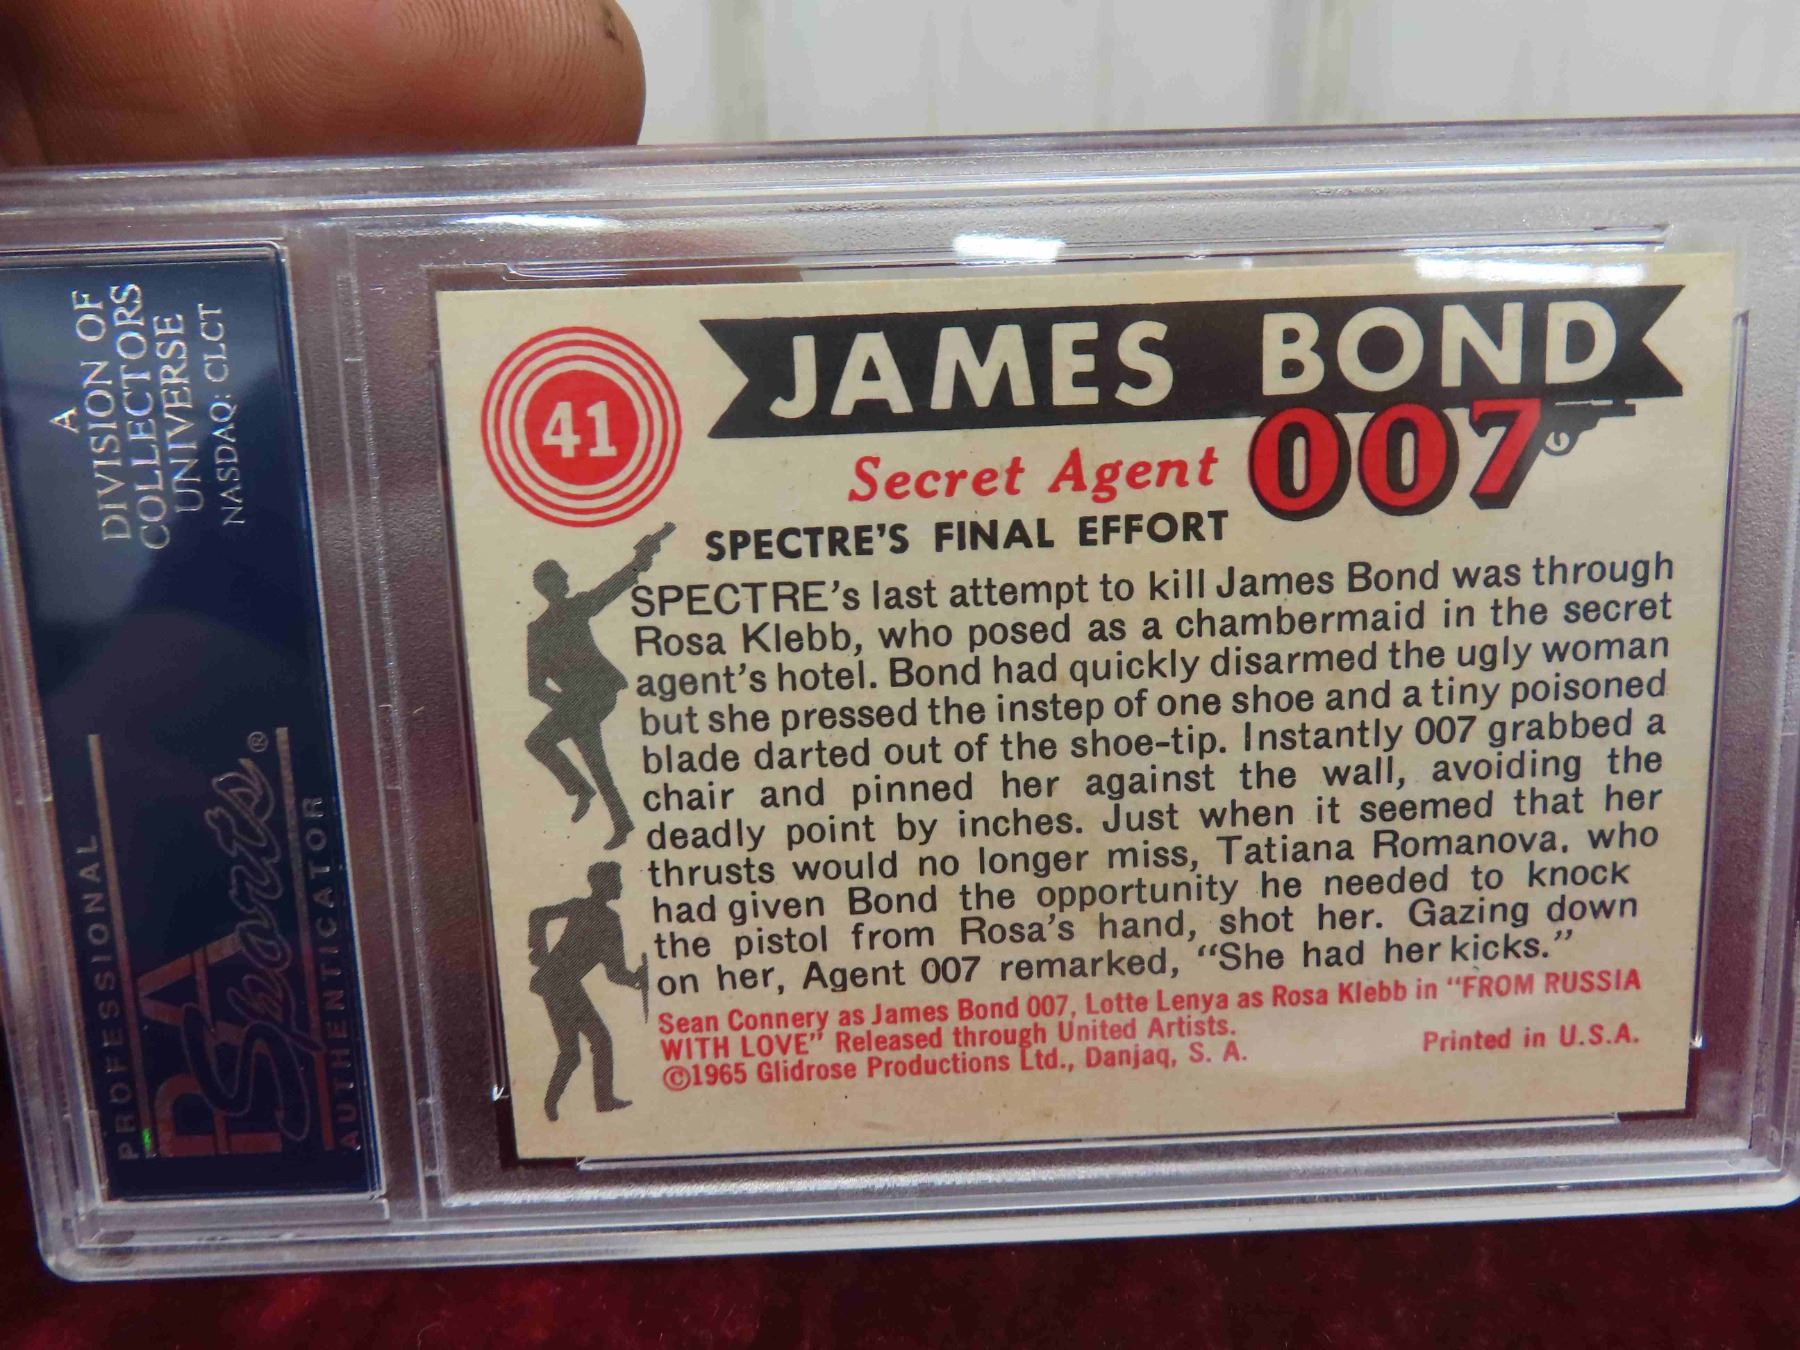 A
DIVISION OF
COLLECTORS
UNIVERSE
NASDAQ: CLCT
PROFESSIONAL
PSA
Sports®
AUTHENTICATOR
41
JAMES BOND
Secret Agent 007
SPECTRE'S FINAL EFFORT
SPECTRE's last attempt to kill James Bond was through
Rosa Klebb, who posed as a chambermaid in the secret
agent's hotel. Bond had quickly disarmed the ugly woman
but she pressed the instep of one shoe and a tiny poisoned
blade darted out of the shoe-tip. Instantly 007 grabbed a
chair and pinned her against the wall, avoiding the
deadly point by inches. Just when it seemed that her
thrusts would no longer miss, Tatiana Romanova, who
had given Bond the opportunity he needed to knock
the pistol from Rosa's hand, shot her. Gazing down
on her, Agent 007 remarked, "She had her kicks."
Sean Connery as James Bond 007, Lotte Lenya as Rosa Klebb in "FROM RUSSIA
WITH LOVE" Released through United Artists.
©1965 Glidrose Productions Ltd., Danjaq, S. A.
Printed in U.S.A.